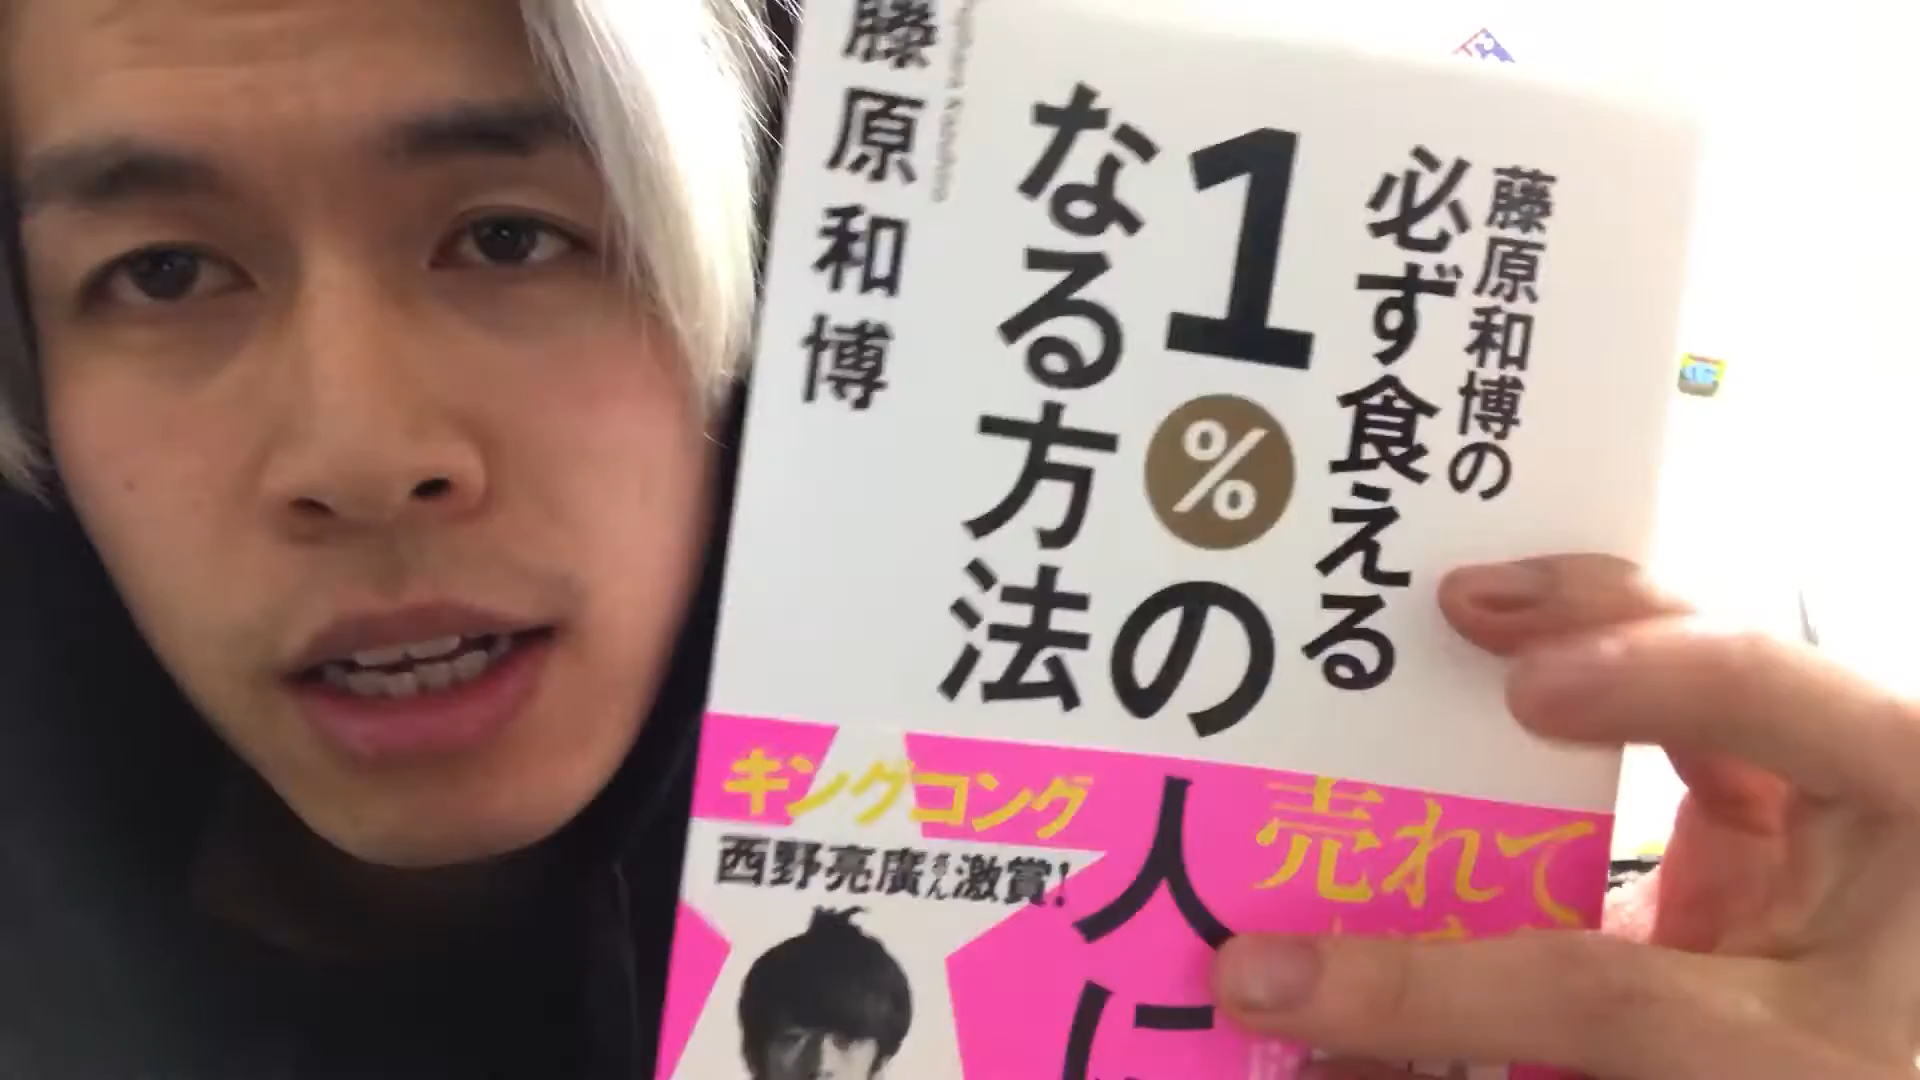 藤原和博の
必ず食える
1%の人に
なる方法
藤原和博
売れて
キングコング
西野亮廣さん激賞!